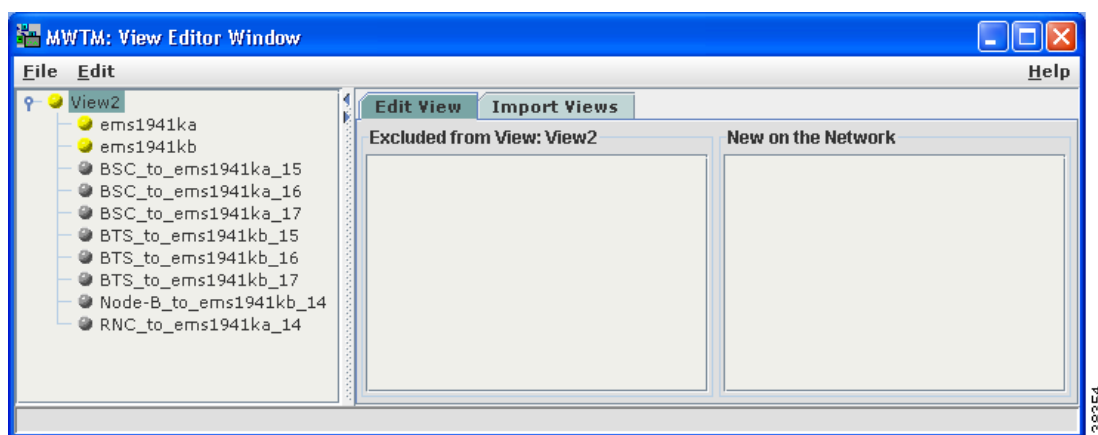 MWTM: View Editor Window
File Edit Help
View2
ems1941ka
ems1941kb
BSC_to_ems1941ka_15
BSC_to_ems1941ka_16
BSC_to_ems1941ka_17
BTS_to_ems1941kb_15
BTS_to_ems1941kb_16
BTS_to_ems1941kb_17
Node-B_to_ems1941kb_14
RNC_to_ems1941ka_14
Edit View Import Views
Excluded from View: View2
New on the Network